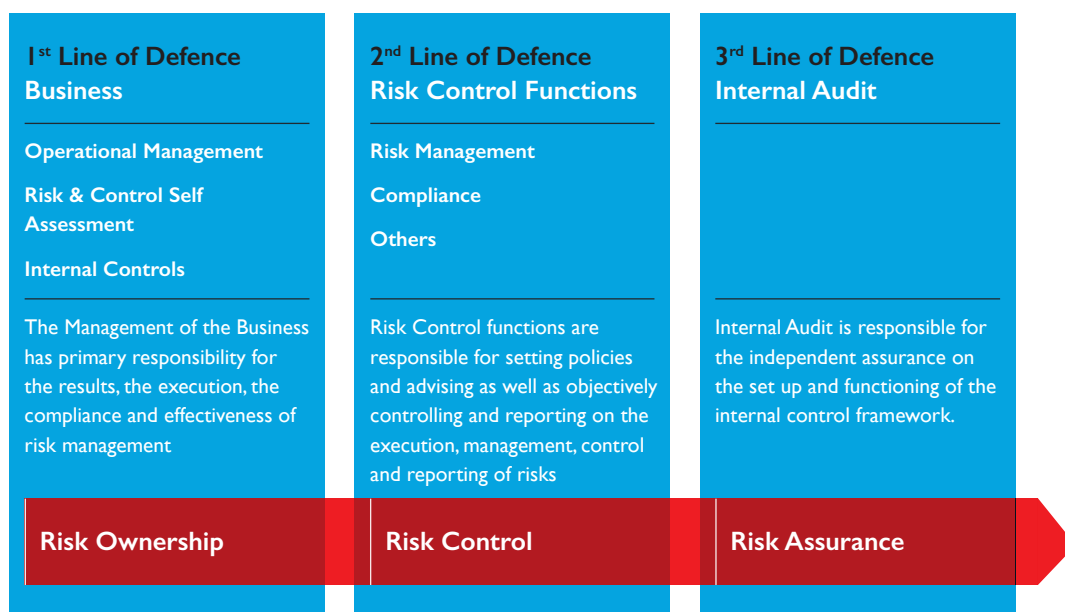 1st Line of Defence
Business
Operational Management
Risk & Control Self
Assessment
Internal Controls
The Management of the Business
has primary responsibility for
the results, the execution, the
compliance and effectiveness of
risk management
Risk Ownership
2nd Line of Defence
Risk Control Functions
Risk Management
Compliance
Others
Risk Control functions are
responsible for setting policies
and advising as well as objectively
controlling and reporting on the
execution, management, control
and reporting of risks
Risk Control
3rd Line of Defence
Internal Audit
Internal Audit is responsible for
the independent assurance on
the set up and functioning of the
internal control framework.
Risk Assurance